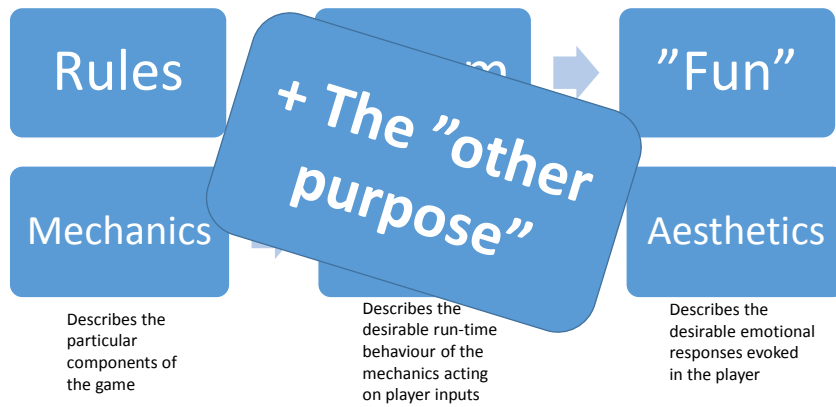 Rules
”Fun”
+ The ”other
purpose”
Mechanics
Aesthetics
Describes the
particular
components of
the game
Describes the
desirable run-time
behaviour of the
mechanics acting
on player inputs
Describes the
desirable emotional
responses evoked
in the player